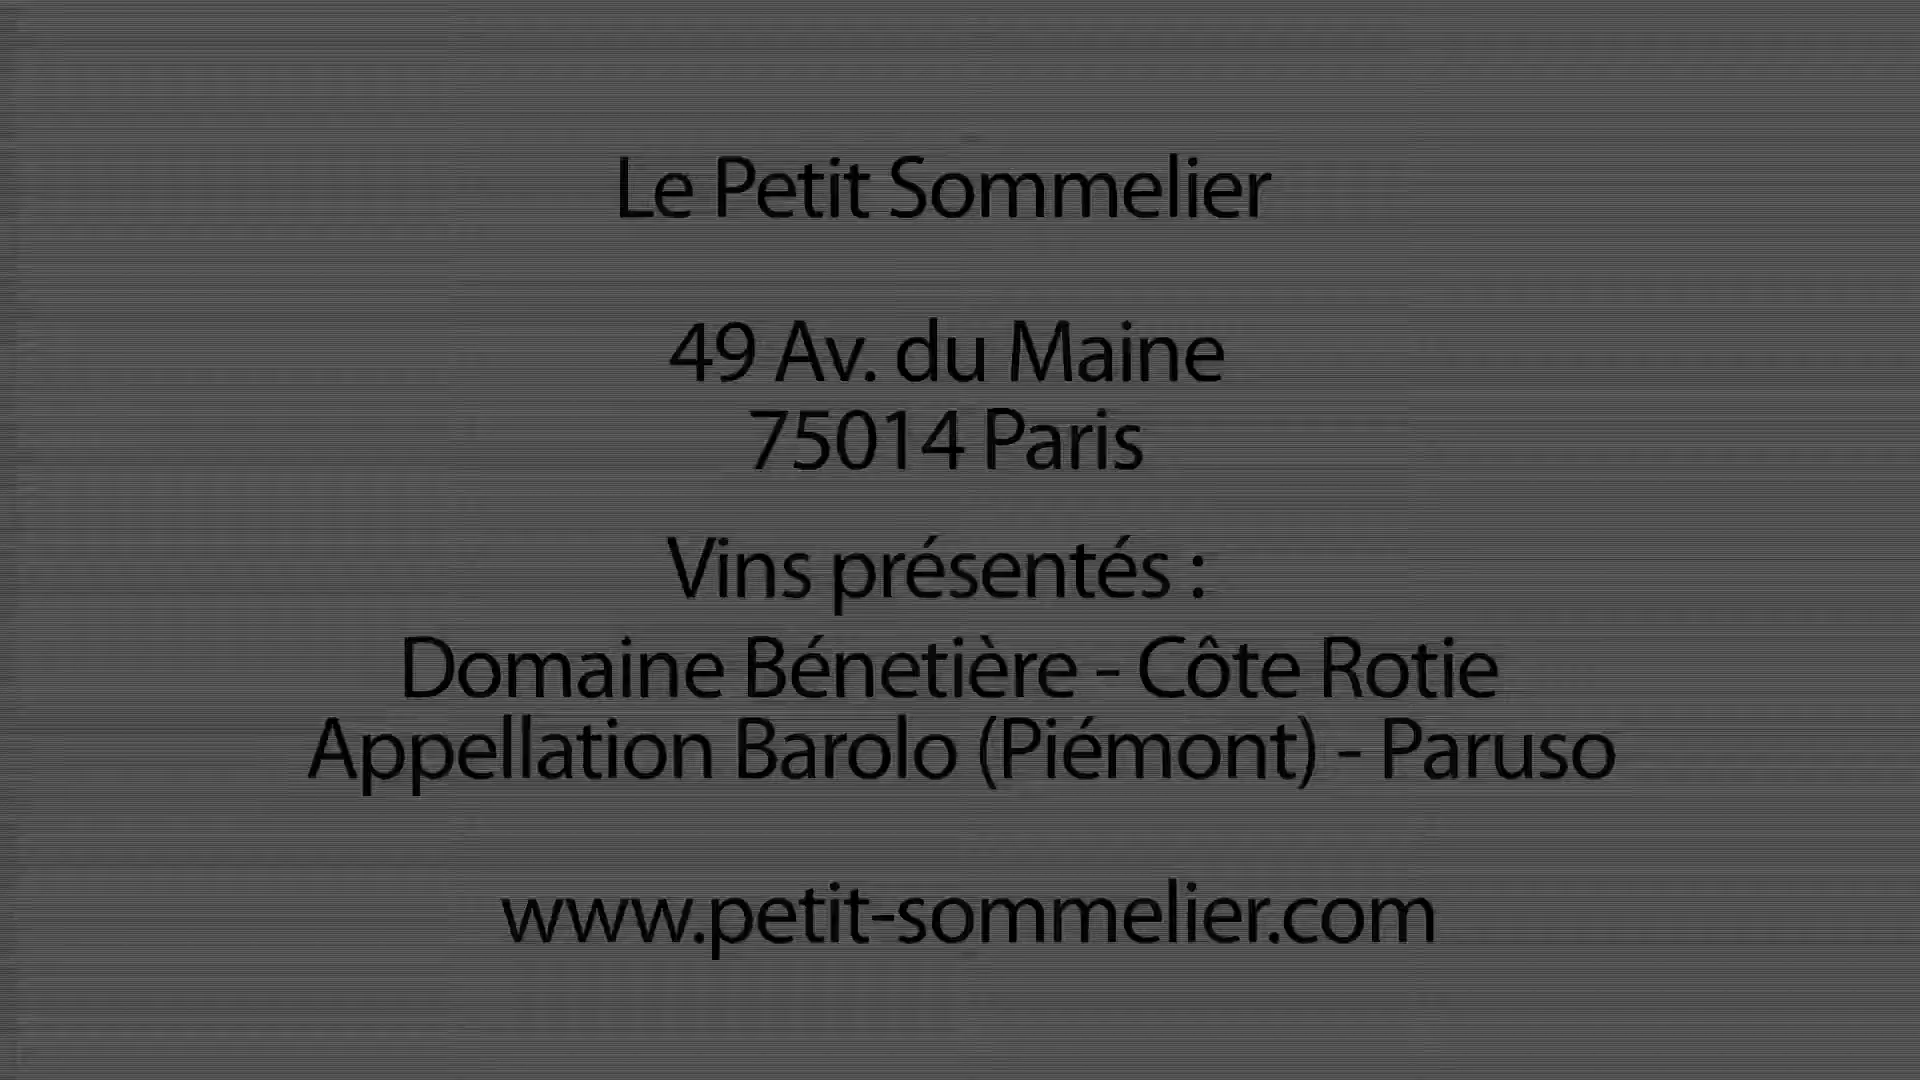 Le Petit Sommelier
49 Av. du Maine
75014 Paris
Vins présentés :
Domaine Bénetière - Côte Rotie
Appellation Barolo (Piémont) - Paruso
www.petit-sommelier.com